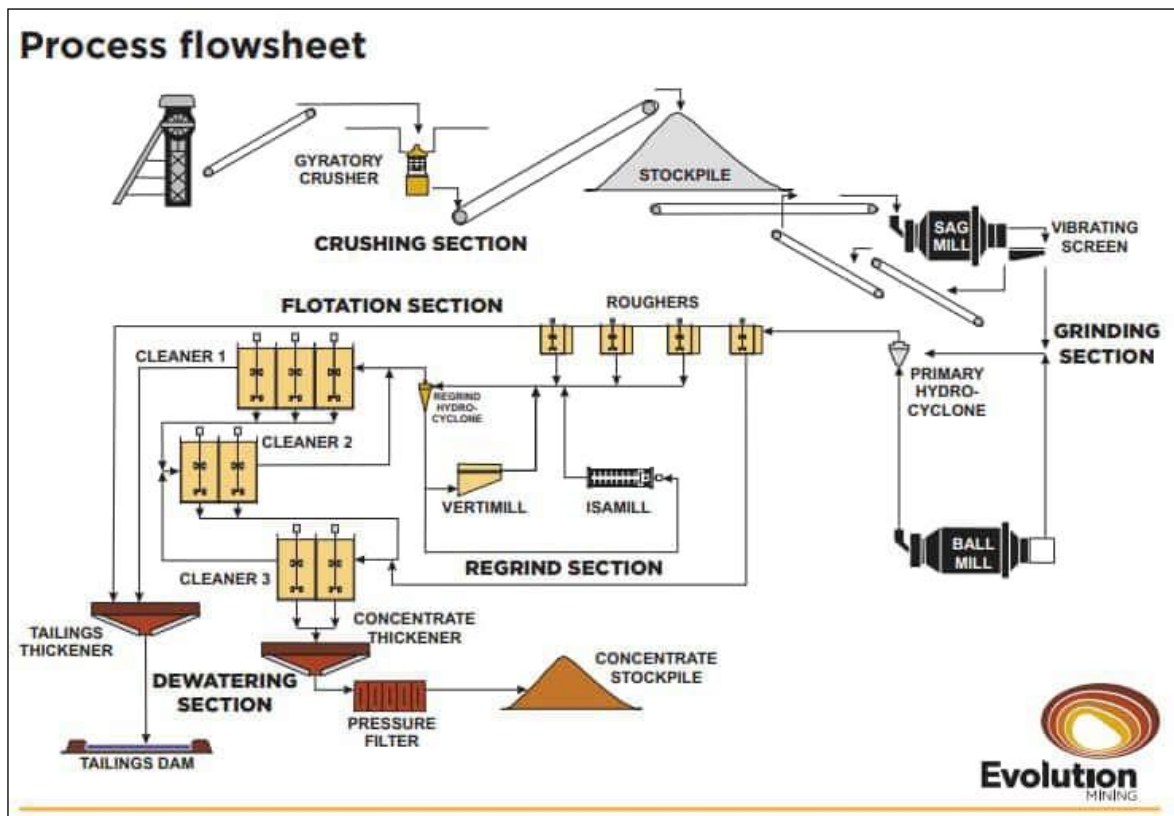 Process flowsheet
GYRATORY
CRUSHER
STOCKPILE
CRUSHING SECTION
SAG
MILL
VIBRATING
SCREEN
FLOTATION SECTION
ROUGHERS
GRINDING
SECTION
CLEANER 1
PRIMARY
HYDRO-
CYCLONE
REGRIND
HYDRO-
CYCLONE
CLEANER 2
VERTIMILL
ISAMILL
BALL
MILL
REGRIND SECTION
CLEANER 3
CONCENTRATE
THICKENER
TAILINGS
THICKENER
DEWATERING
SECTION
CONCENTRATE
STOCKPILE
PRESSURE
FILTER
TAILINGS DAM
Evolution
MINING